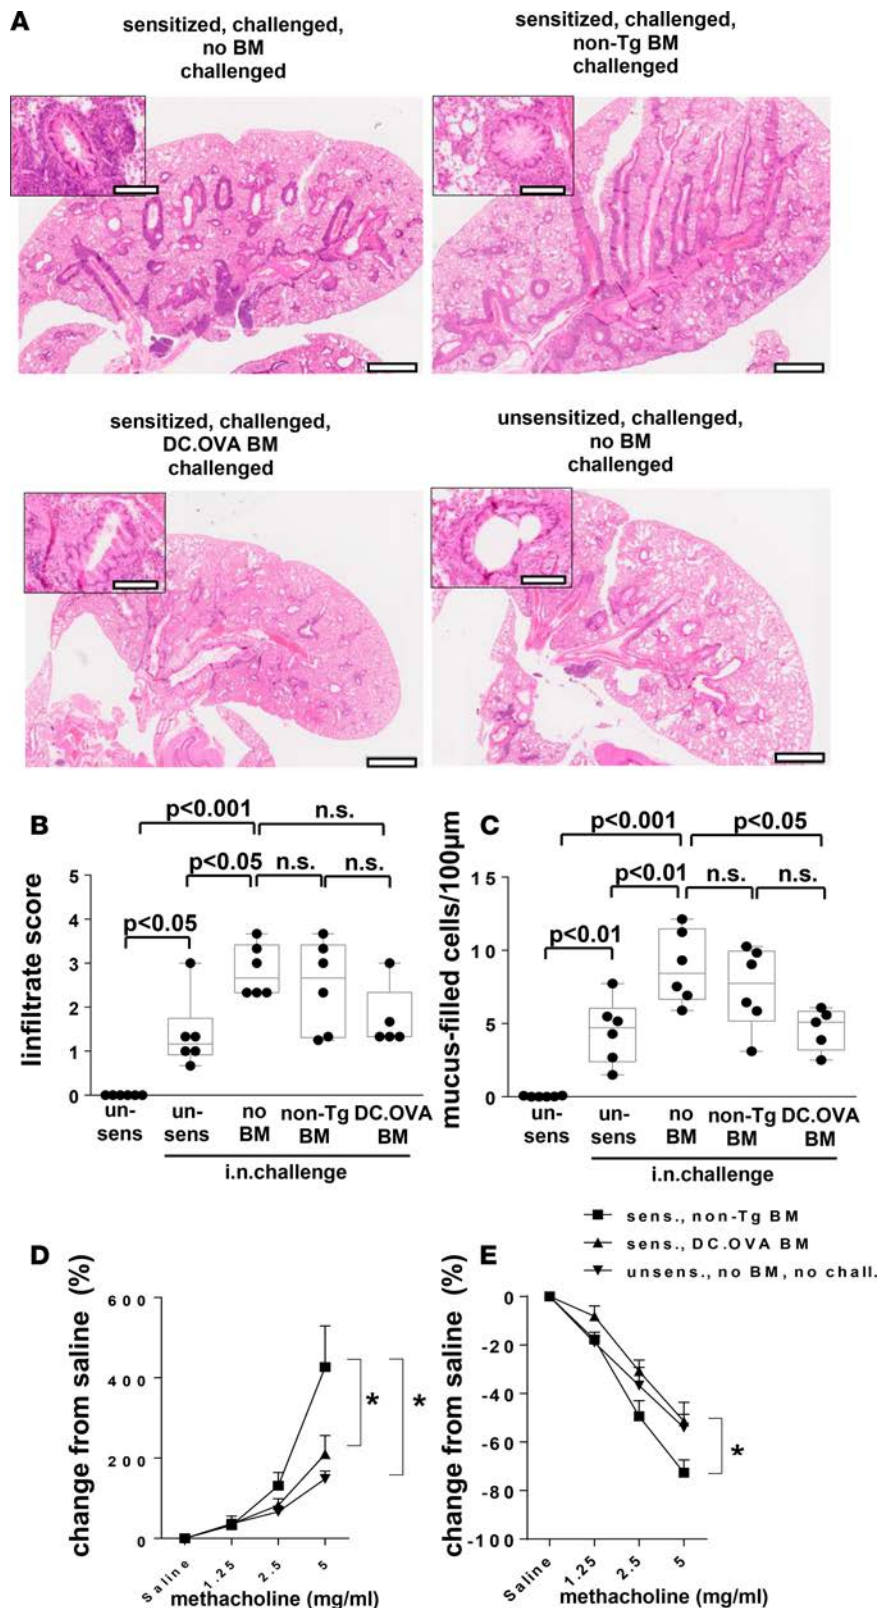 A
sensitized, challenged,
no BM
challenged
sensitized, challenged,
non-Tg BM
challenged
sensitized, challenged,
DC.OVA BM
challenged
unsensitized, challenged,
no BM
challenged
B
p<0.001
n.s.
p<0.05
n.s.
n.s.
p<0.05
linfiltrate score
5
4
3
2
1
0
un-
sens
un-
sens
no
BM
non-Tg
BM
DC.OVA
BM
i.n.challenge
C
p<0.001
p<0.05
p<0.01
n.s.
n.s.
p<0.01
mucus-filled cells/100µm
15
10
5
0
un-
sens
un-
sens
no
BM
non-Tg
BM
DC.OVA
BM
i.n.challenge
sens., non-Tg BM
sens., DC.OVA BM
unsens., no BM, no chall.
D
change from saline (%)
600
400
200
0
* *
Saline
1.25
2.5
5
methacholine (mg/ml)
E
change from saline (%)
0
-20
-40
-60
-80
-100
*
Saline
1.25
2.5
5
methacholine (mg/ml)